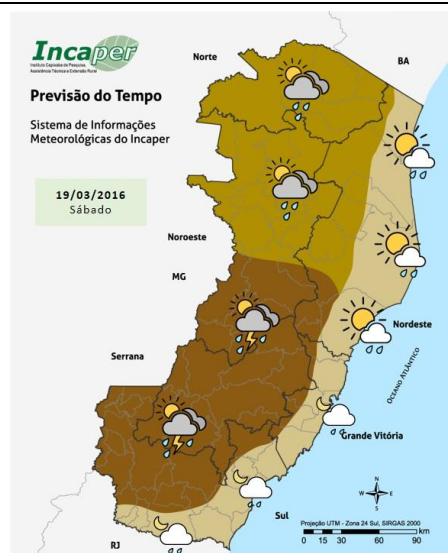 Incaper
Instituto Capixaba de Pesquisa,
Assistência Técnica e Extensão Rural
Previsão do Tempo
Sistema de Informações
Meteorológicas do Incaper
19/03/2016
Sábado
Norte
BA
Noroeste
MG
Serrana
Nordeste
OCEANO ATLÂNTICO
Grande Vitória
Sul
RJ
N
W
E
S
Projeção UTM - Zona 24 Sul, SIRGAS 2000
km
0 15 30 60 90